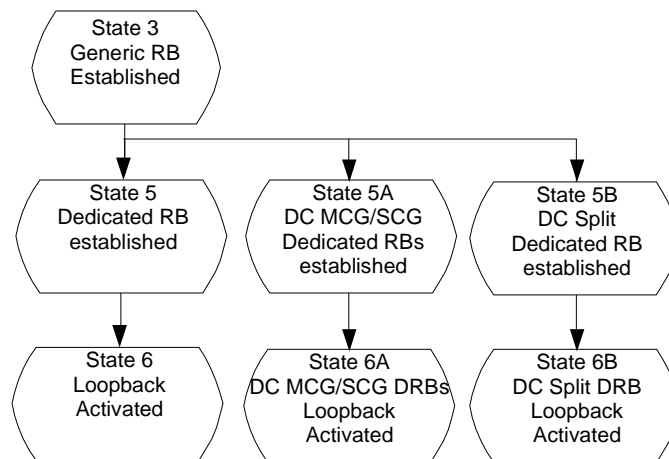 State 3
Generic RB
Established
State 5
Dedicated RB
established
State 5A
DC MCG/SCG
Dedicated RBs
established
State 5B
DC Split
Dedicated RB
established
State 6
Loopback
Activated
State 6A
DC MCG/SCG DRBs
Loopback
Activated
State 6B
DC Split DRB
Loopback
Activated